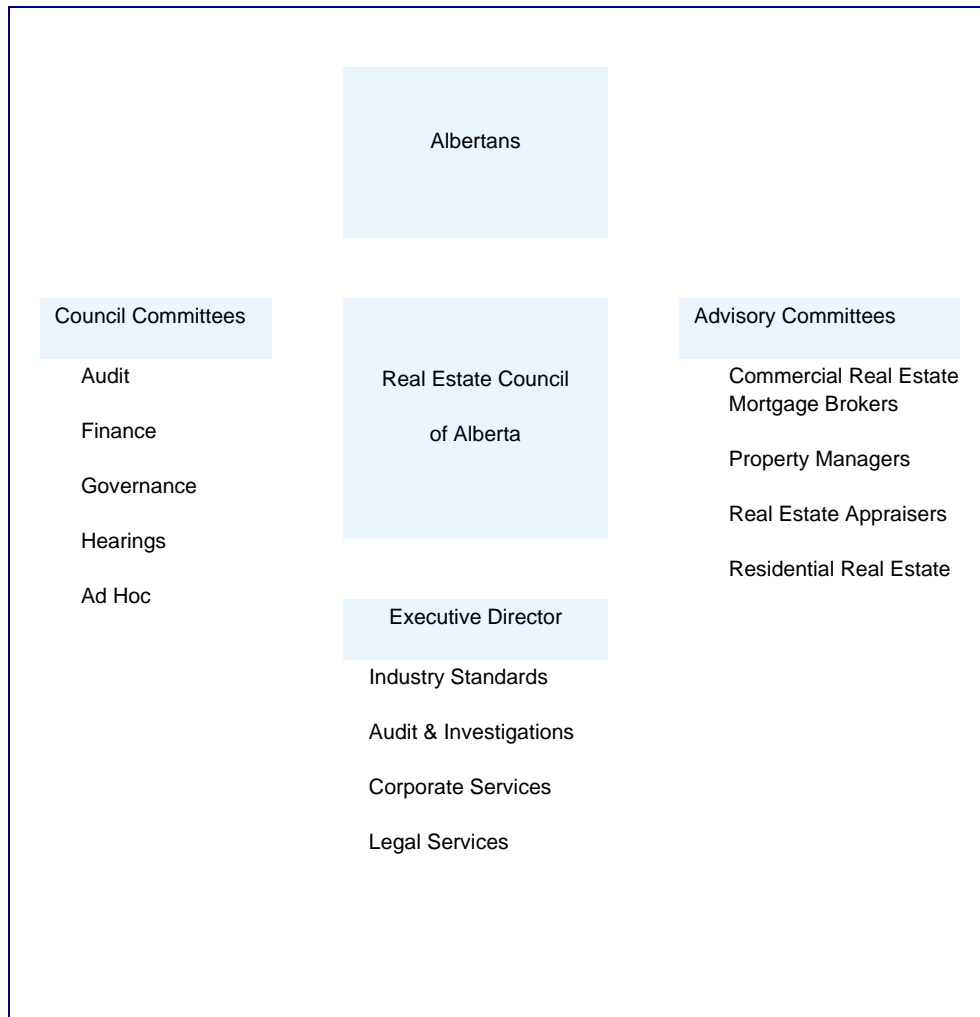 Albertans
Council Committees
Audit
Finance
Governance
Hearings
Ad Hoc
Real Estate Council
of Alberta
Advisory Committees
Commercial Real Estate
Mortgage Brokers
Property Managers
Real Estate Appraisers
Residential Real Estate
Executive Director
Industry Standards
Audit & Investigations
Corporate Services
Legal Services